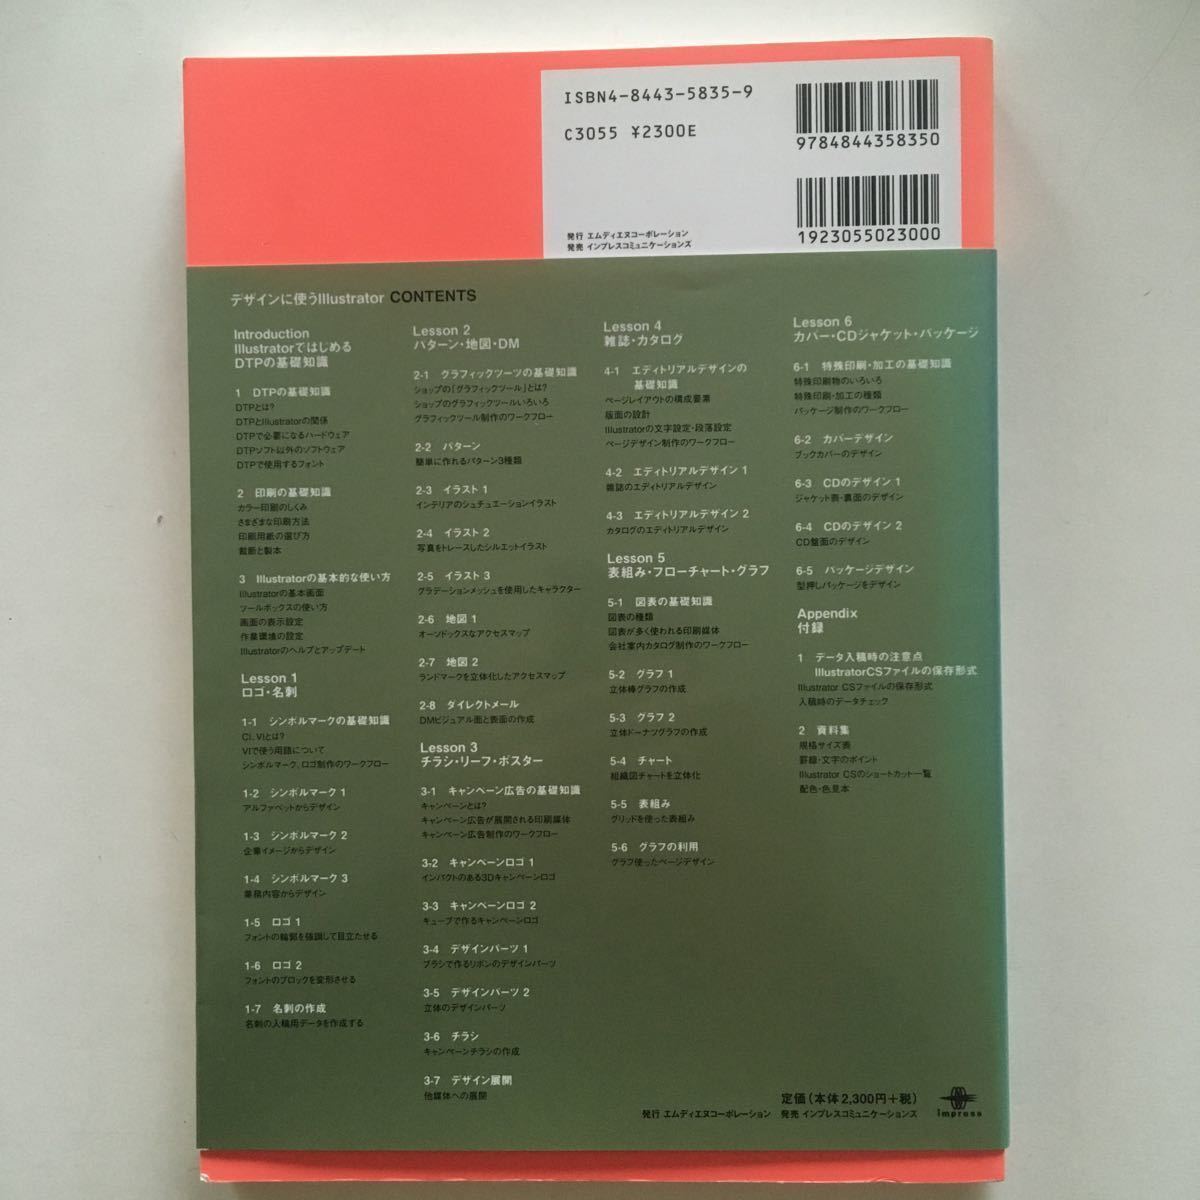 ISBN4-8443-5835-9
C3055 ¥2300E
9784844358350
1923055023000
発行 エムディエヌコーポレーション
発売 インプレスコミュニケーションズ
デザインに使うIllustrator CONTENTS
Introduction
Illustratorではじめる
DTPの基礎知識
1 DTPの基礎知識
DTPとは?
DTPとIllustratorの関係
DTPで必要になるハードウェア
DTPソフト以外のソフトウェア
DTPで使用するフォント
2 印刷の基礎知識
カラー印刷のしくみ
さまざまな印刷方法
印刷用紙の選び方
裁断と製本
3 Illustratorの基本的な使い方
Illustratorの基本画面
ツールボックスの使い方
画面の表示設定
作業環境の設定
Illustratorのヘルプとアップデート
Lesson 1
ロゴ・名刺
1-1 シンボルマークの基礎知識
CI、VIとは?
VIで使う用語について
シンボルマーク、ロゴ制作のワークフロー
1-2 シンボルマーク 1
アルファベットからデザイン
1-3 シンボルマーク 2
企業イメージからデザイン
1-4 シンボルマーク 3
業務内容からデザイン
1-5 ロゴ 1
フォントの輪郭を強調して目立たせる
1-6 ロゴ 2
フォントのブロックを変形させる
1-7 名刺の作成
名刺の入稿用データを作成する
Lesson 2
パターン・地図・DM
2-1 グラフィックツーツの基礎知識
ショップの「グラフィックツール」とは?
ショップのグラフィックツールいろいろ
グラフィックツール制作のワークフロー
2-2 パターン
簡単に作れるパターン3種類
2-3 イラスト 1
インテリアのシュチュエーションイラスト
2-4 イラスト 2
写真をトレースしたシルエットイラスト
2-5 イラスト 3
グラデーションメッシュを使用したキャラクター
2-6 地図 1
オーソドックスなアクセスマップ
2-7 地図 2
ランドマークを立体化したアクセスマップ
2-8 ダイレクトメール
DMビジュアル面と表面の作成
Lesson 3
チラシ・リーフ・ポスター
3-1 キャンペーン広告の基礎知識
キャンペーンとは?
キャンペーン広告が展開される印刷媒体
キャンペーン広告制作のワークフロー
3-2 キャンペーンロゴ 1
インパクトのある3Dキャンペーンロゴ
3-3 キャンペーンロゴ 2
キューブで作るキャンペーンロゴ
3-4 デザインパーツ 1
ブラシで作るリボンのデザインパーツ
3-5 デザインパーツ 2
立体のデザインパーツ
3-6 チラシ
キャンペーンチラシの作成
3-7 デザイン展開
他媒体への展開
Lesson 4
雑誌・カタログ
4-1 エディトリアルデザインの
基礎知識
ページレイアウトの構成要素
版面の設計
Illustratorの文字設定・段落設定
ページデザイン制作のワークフロー
4-2 エディトリアルデザイン 1
雑誌のエディトリアルデザイン
4-3 エディトリアルデザイン 2
カタログのエディトリアルデザイン
Lesson 5
表組み・フローチャート・グラフ
5-1 図表の基礎知識
図表の種類
図表が多く使われる印刷媒体
会社案内カタログ制作のワークフロー
5-2 グラフ 1
立体棒グラフの作成
5-3 グラフ 2
立体ドーナツグラフの作成
5-4 チャート
組織図チャートを立体化
5-5 表組み
グリッドを使った表組み
5-6 グラフの利用
グラフ使ったページデザイン
Lesson 6
カバー・CDジャケット・パッケージ
6-1 特殊印刷・加工の基礎知識
特殊印刷物のいろいろ
特殊印刷・加工の種類
パッケージ制作のワークフロー
6-2 カバーデザイン
ブックカバーのデザイン
6-3 CDのデザイン 1
ジャケット表・裏面のデザイン
6-4 CDのデザイン 2
CD盤面のデザイン
6-5 パッケージデザイン
型押しパッケージをデザイン
Appendix
付録
1 データ入稿時の注意点
IllustratorCSファイルの保存形式
Illustrator CSファイルの保存形式
入稿時のデータチェック
2 資料集
規格サイズ表
罫線・文字のポイント
Illustrator CSのショートカット一覧
配色・色見本
定価(本体2,300円+税)
発行 エムディエヌコーポレーション 発売 インプレスコミュニケーションズ
impress